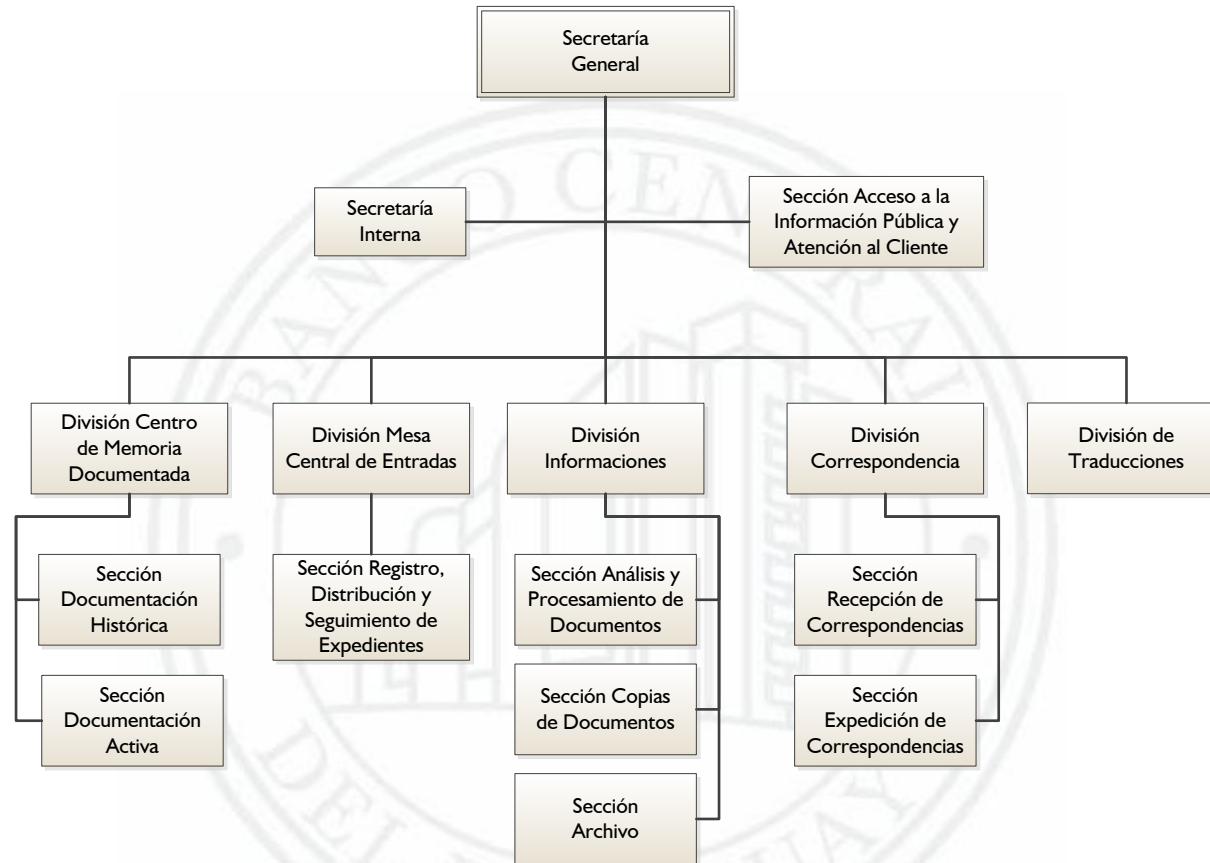 Secretaría
General
Secretaría
Interna
Sección Acceso a la
Información Pública y
Atención al Cliente
División Centro
de Memoria
Documentada
División Mesa
Central de Entradas
División
Informaciones
División
Correspondencia
División de
Traducciones
Sección
Documentación
Histórica
Sección
Documentación
Activa
Sección Registro,
Distribución y
Seguimiento de
Expedientes
Sección Análisis y
Procesamiento de
Documentos
Sección Copias
de Documentos
Sección
Archivo
Sección
Recepción de
Correspondencias
Sección
Expedición de
Correspondencias
BANCO CENTRAL
DEL